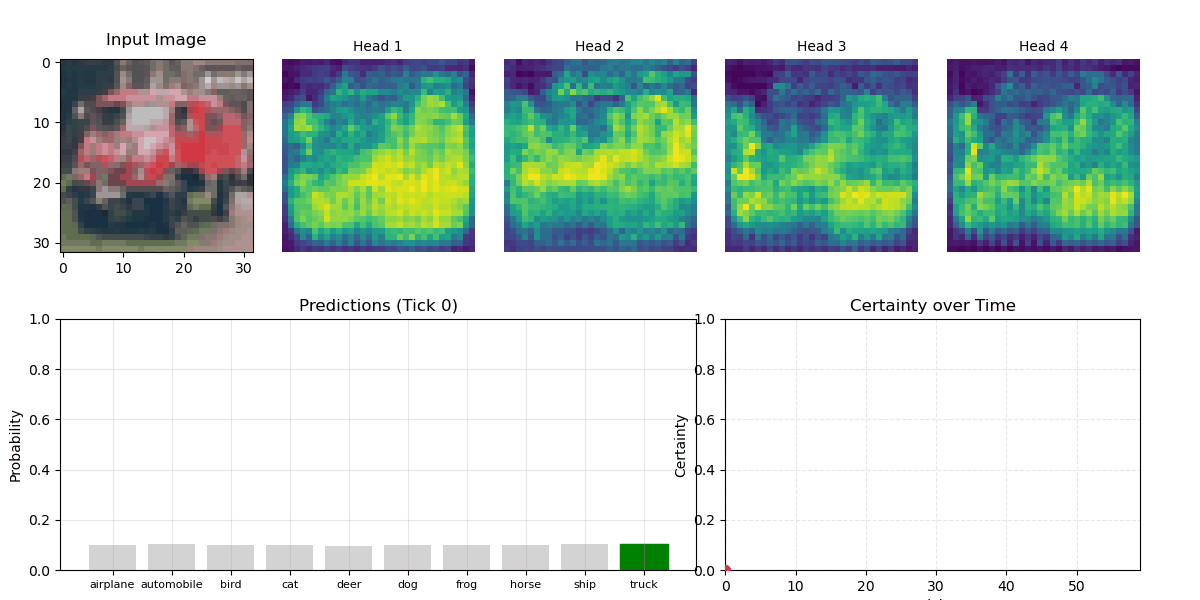 Input Image
Head 1
Head 2
Head 3
Head 4
0
10
20
30
0
10
20
30
Predictions (Tick 0)
Probability
1.0
0.8
0.6
0.4
0.2
0.0
airplane automobile bird cat deer dog frog horse ship truck
Certainty over Time
Certainty
1.0
0.8
0.6
0.4
0.2
0.0
0 10 20 30 40 50